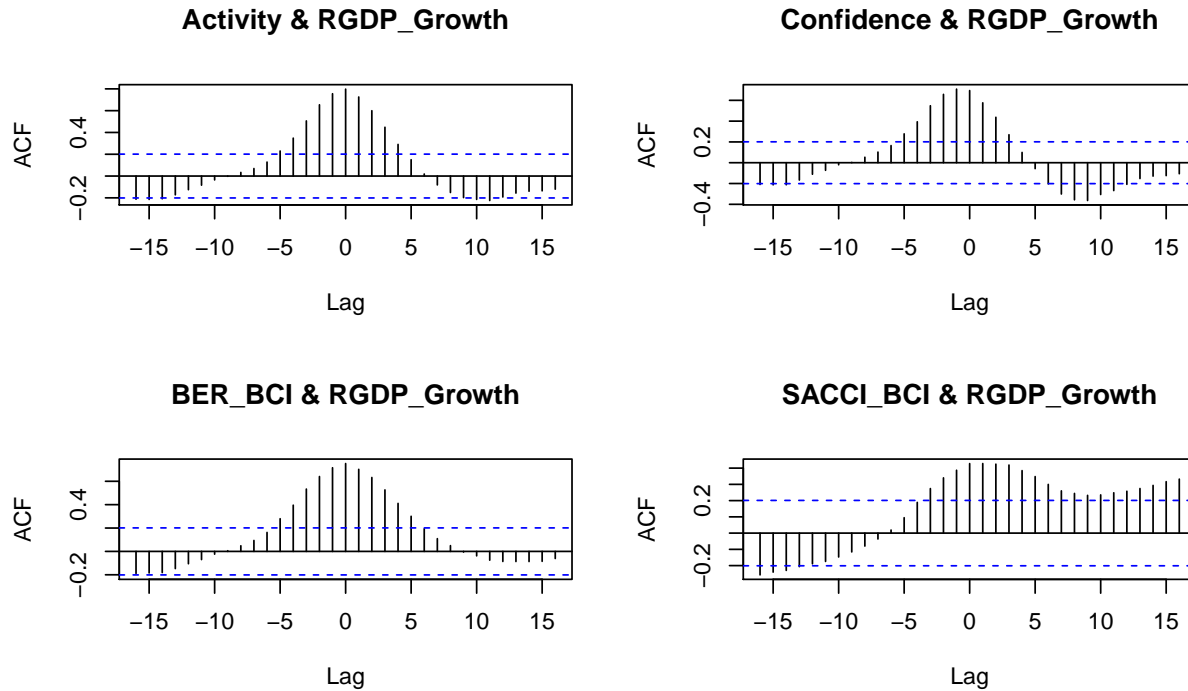 Activity & RGDP_Growth
ACF
−0.2
0.4
−15 −10 −5 0 5 10 15
Lag
Confidence & RGDP_Growth
ACF
−0.4
0.2
−15 −10 −5 0 5 10 15
Lag
BER_BCI & RGDP_Growth
ACF
−0.2
0.4
−15 −10 −5 0 5 10 15
Lag
SACCI_BCI & RGDP_Growth
ACF
−0.2
0.2
−15 −10 −5 0 5 10 15
Lag